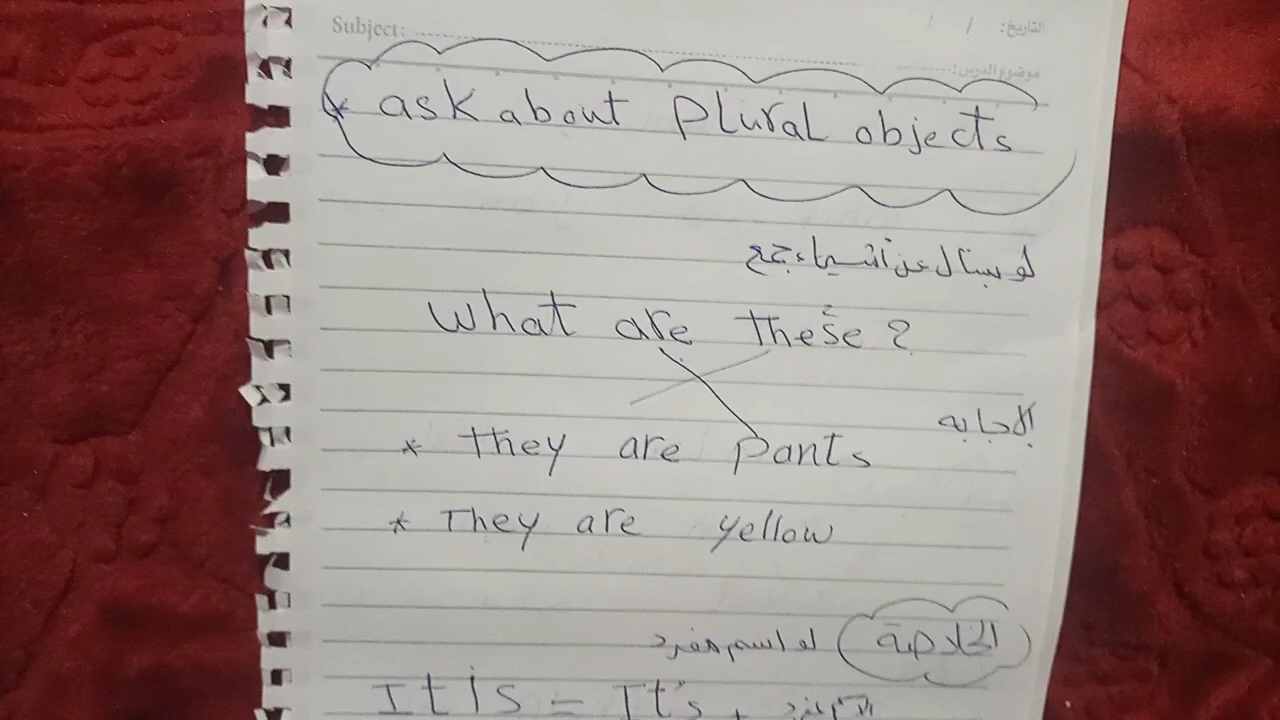 Subject:
التاريخ: / /
موضوع الدرس:
* ask about plural objects
لو بسأل عن أشياء جمع
What are these ?
الاجابه
* They are pants
* They are yellow
الخلاصة لو اسم مفرد
It is = It's